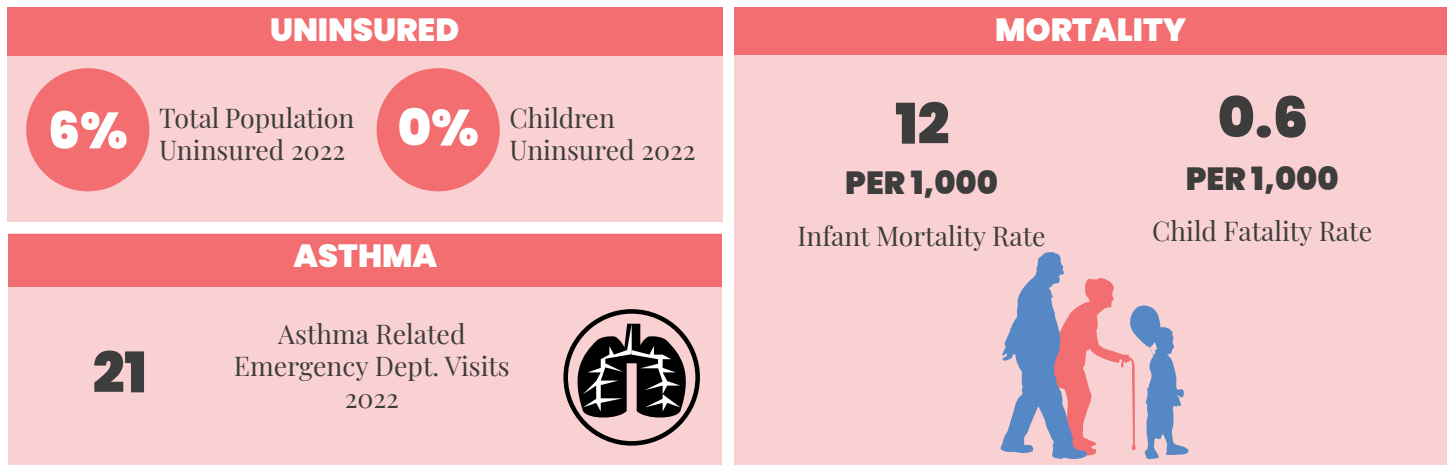 UNINSURED
6%
Total Population
Uninsured 2022
0%
Children
Uninsured 2022
ASTHMA
21
Asthma Related
Emergency Dept. Visits
2022
MORTALITY
12
PER 1,000
Infant Mortality Rate
0.6
PER 1,000
Child Fatality Rate